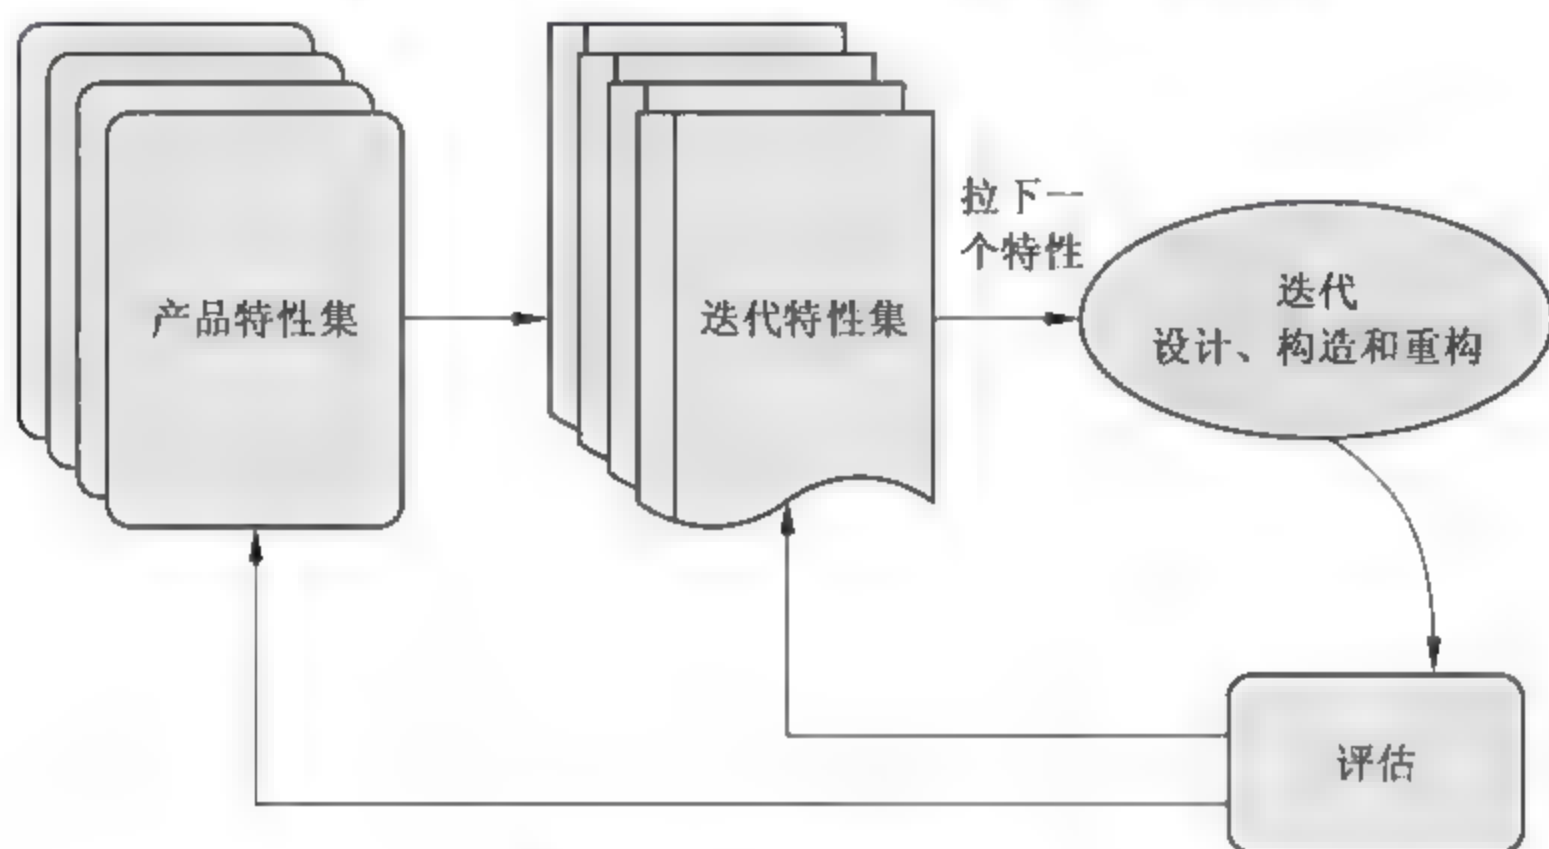 产品特性集
迭代特性集
拉下一
个特性
迭代
设计、构造和重构
评估